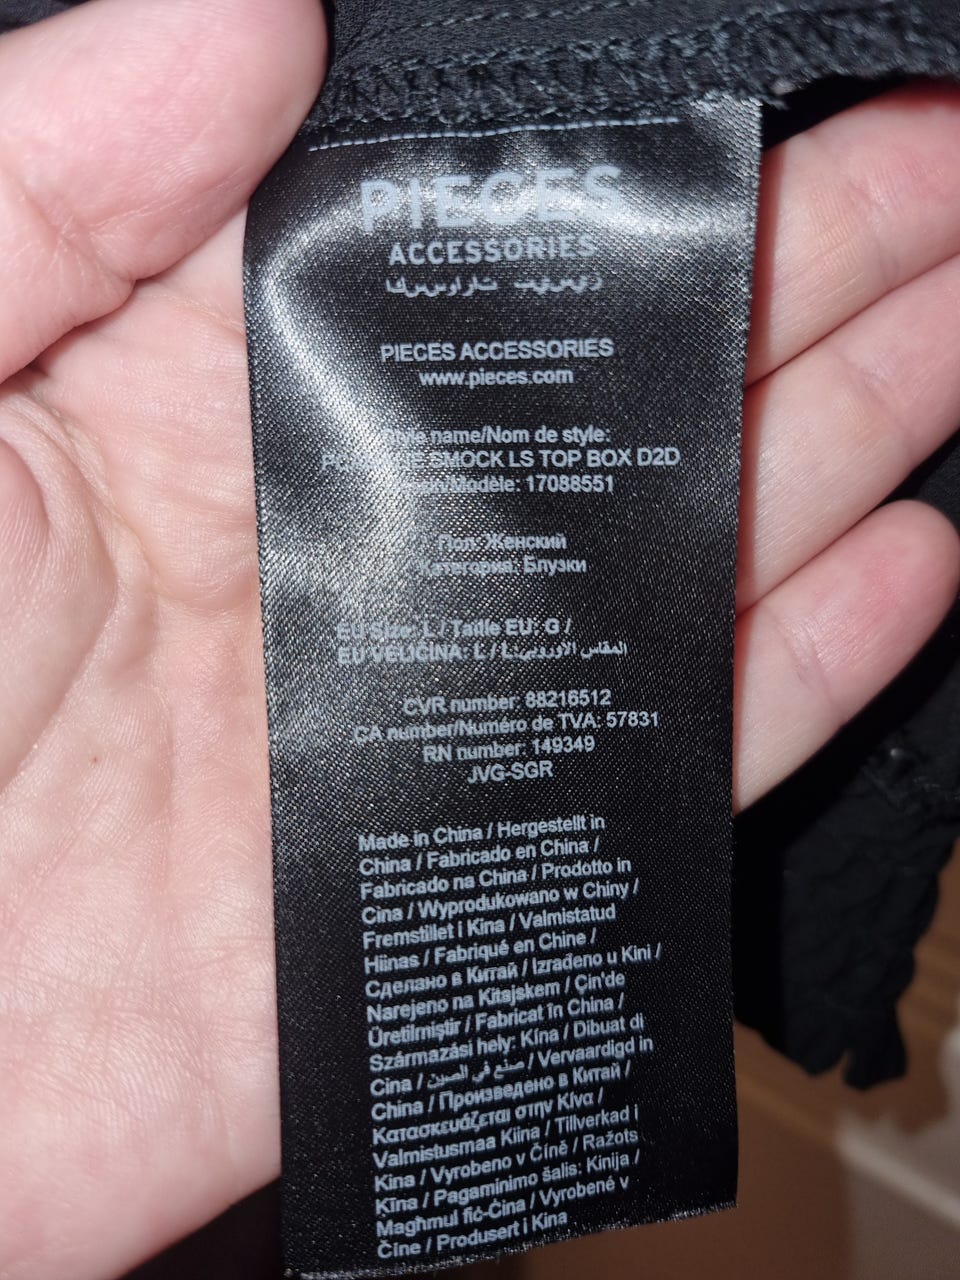 PIECES
ACCESSORIES
PIECES ACCESSORIES
www.pieces.com
Style name/Nom de style:
SMOCK LS TOP BOX D2D
/Modèle: 17088551
Пол: Женский
Категория: Блузки
EU Size: L / Taille EU: G /
EU VELIČINA: L / L :المقاس الأوروبي
CVR number: 88216512
CA number/Numéro de TVA: 57831
RN number: 149349
JVG-SGR
Made in China / Hergestellt in
China / Fabricado en China /
Fabricado na China / Prodotto in
Cina / Wyprodukowano w Chiny /
Fremstillet i Kina / Valmistatud
Hiinas / Fabriqué en Chine /
Сделано в Китай / Izrađeno u Kini /
Narejeno na Kitajskem / Çin'de
Üretilmiştir / Fabricat în China /
Származási hely: Kína / Dibuat di
Cina / صنع في الصين / Vervaardigd in
China / Произведено в Китай /
Κατασκευάζεται στην Κίνα /
Valmistusmaa Kiina / Tillverkad i
Kina / Vyrobeno v Číně / Ražots
Ķīna / Pagaminimo šalis: Kinija /
Magħmul fiċ-Ċina / Vyrobené v
Číne / Produsert i Kina